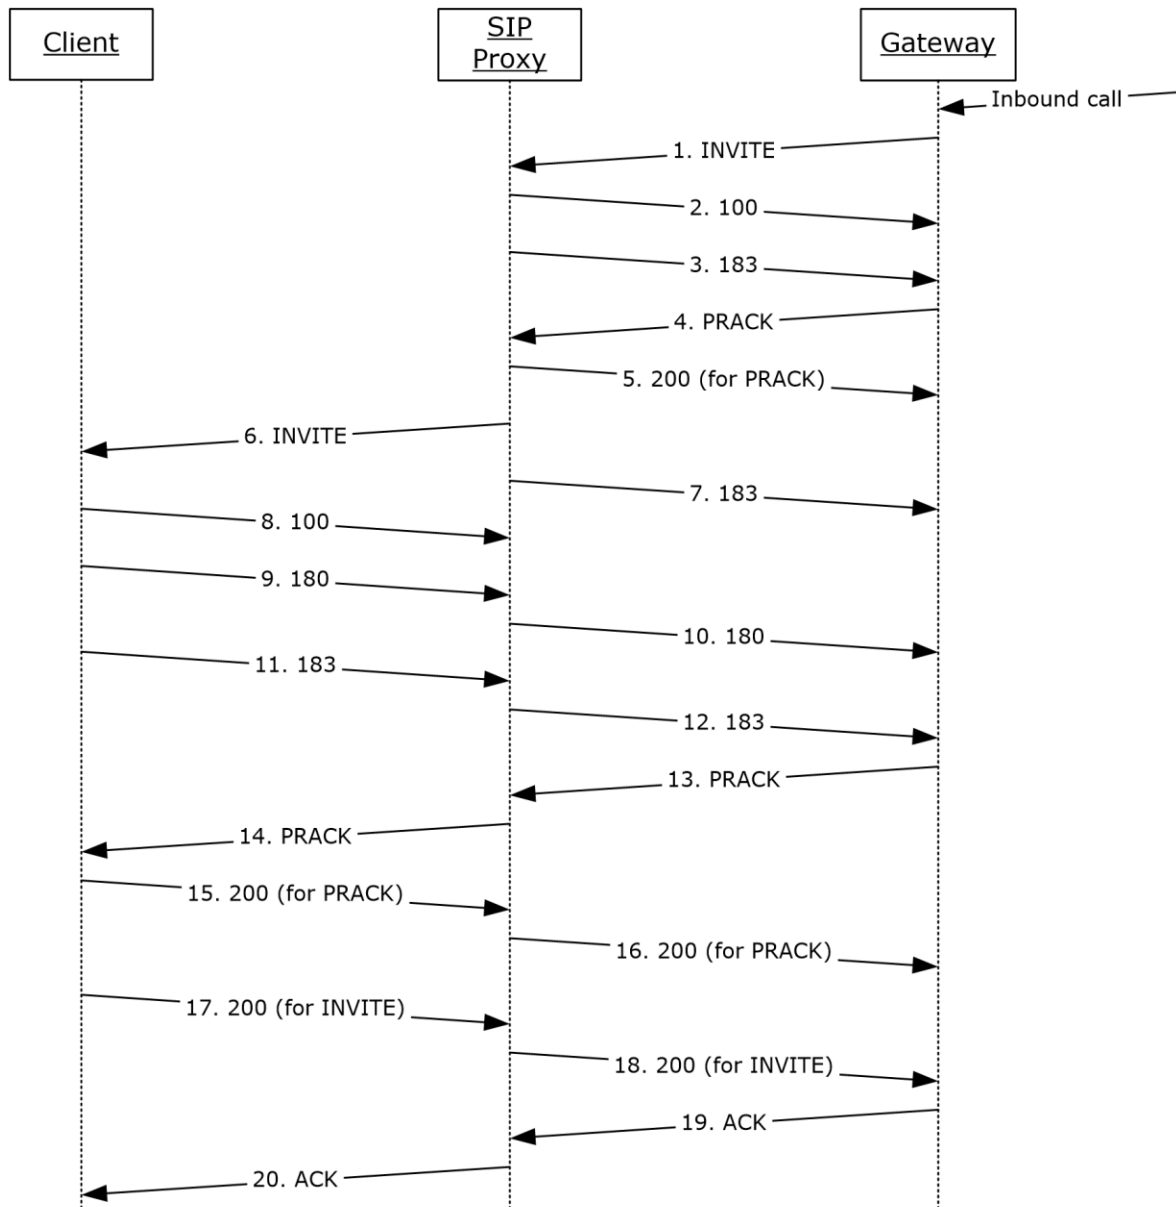 Client
SIP
Proxy
Gateway
Inbound call
1. INVITE
2. 100
3. 183
4. PRACK
5. 200 (for PRACK)
6. INVITE
7. 183
8. 100
9. 180
10. 180
11. 183
12. 183
13. PRACK
14. PRACK
15. 200 (for PRACK)
16. 200 (for PRACK)
17. 200 (for INVITE)
18. 200 (for INVITE)
19. ACK
20. ACK